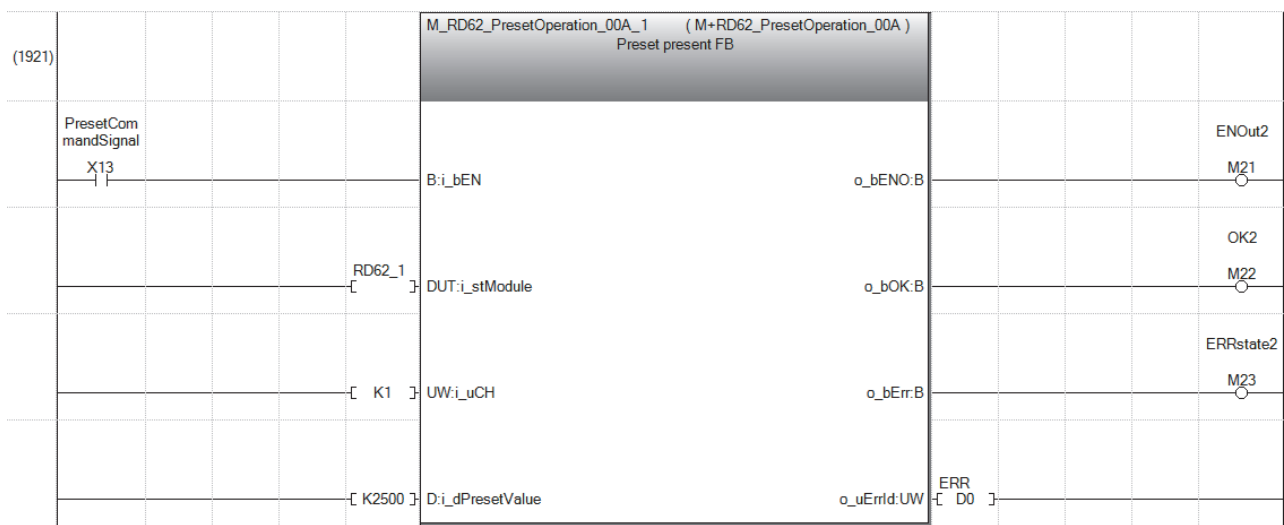 M_RD62_PresetOperation_00A_1 ( M+RD62_PresetOperation_00A )
Preset present FB
(1921)
PresetCom
mandSignal
X13
B:i_bEN
o_bENO:B
ENOut2
M21
RD62_1
DUT:i_stModule
o_bOK:B
OK2
M22
K1
UW:i_uCH
o_bErr:B
ERRstate2
M23
K2500
D:i_dPresetValue
o_uErrId:UW
ERR
D0